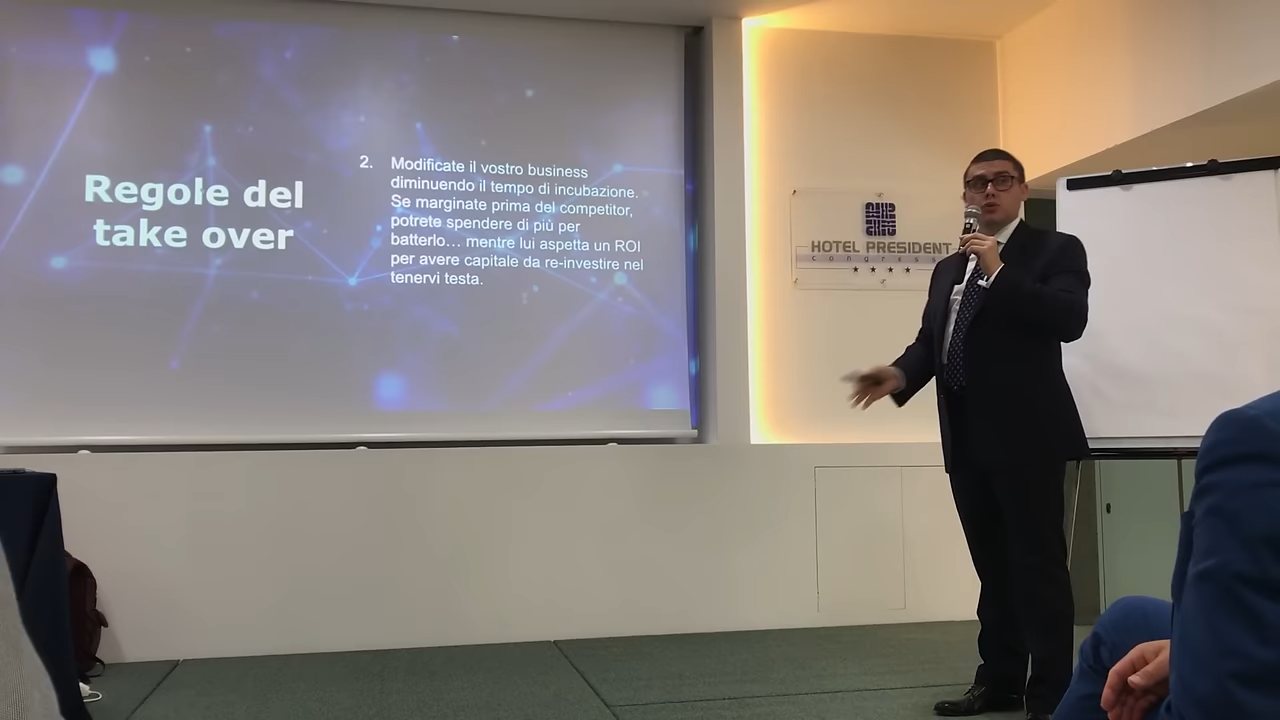 Regole del
take over
2. Modificate il vostro business
diminuendo il tempo di incubazione.
Se marginate prima del competitor,
potrete spendere di più per
batterlo... mentre lui aspetta un ROI
per avere capitale da re-investire nel
tenervi testa.
HOTEL PRESIDENT
congress